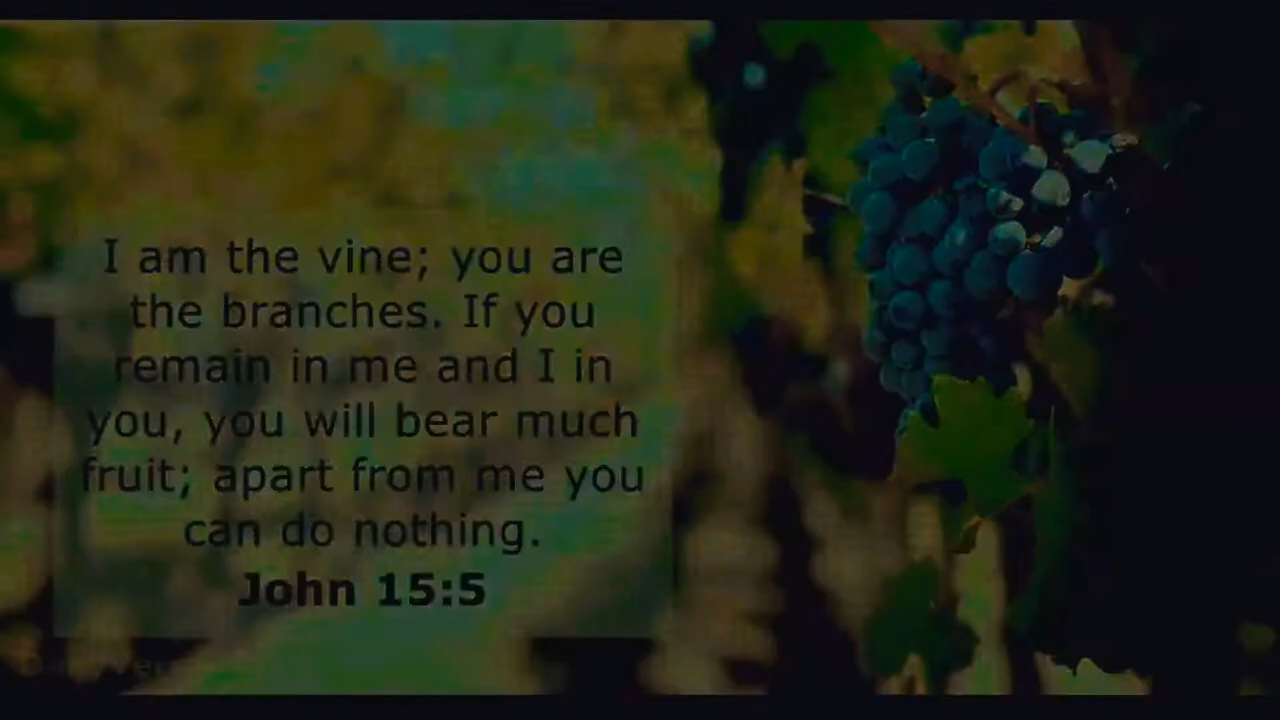 I am the vine; you are
the branches. If you
remain in me and I in
you, you will bear much
fruit; apart from me you
can do nothing.
John 15:5